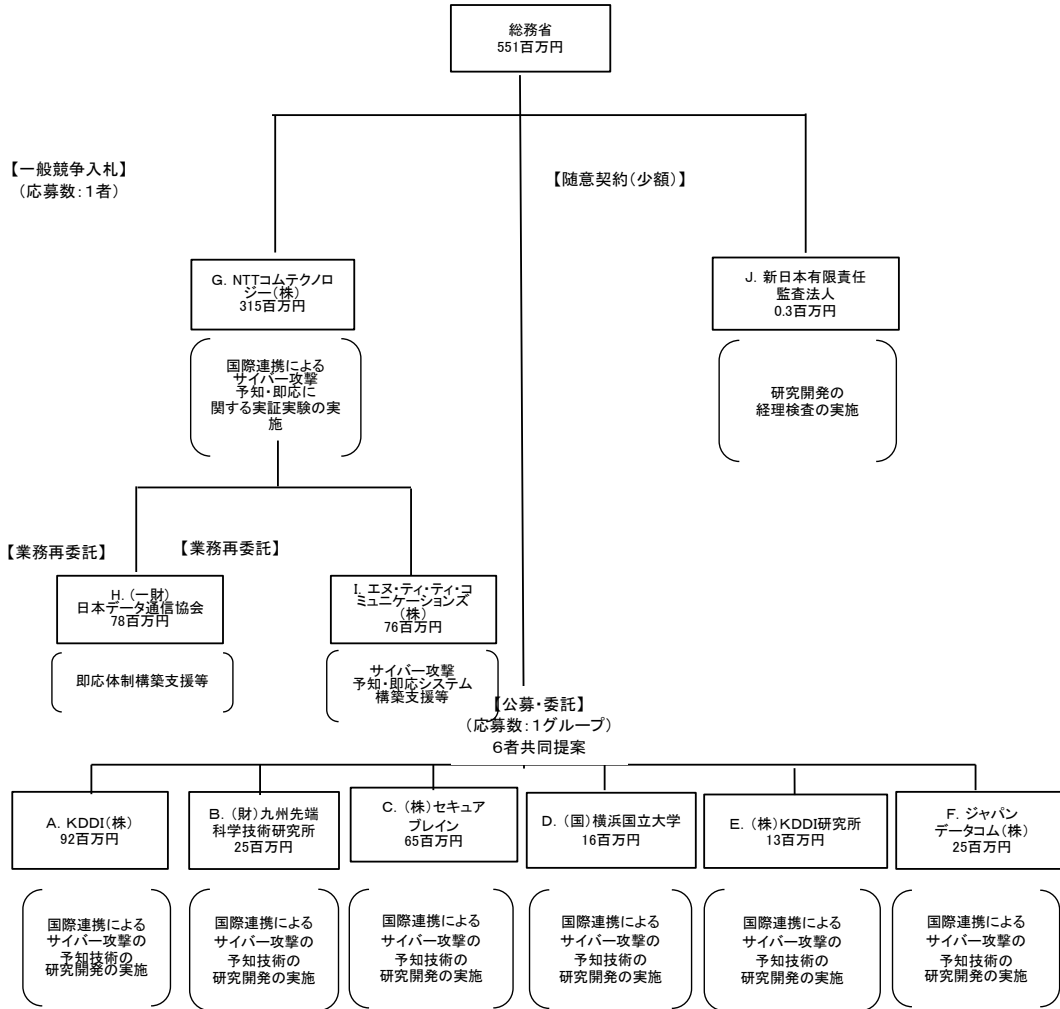 総務省
551百万円
【一般競争入札】
(応募数:1者)
【随意契約(少額)】
G. NTTコムテクノロ
ジー(株)
315百万円
J. 新日本有限責任
監査法人
0.3百万円
国際連携による
サイバー攻撃
予知・即応に
関する実証実験の実
施
研究開発の
経理検査の実施
【業務再委託】
【業務再委託】
H. (一財)
日本データ通信協会
78百万円
I. エヌ・ティ・ティ・コ
ミュニケーションズ
(株)
76百万円
即応体制構築支援等
サイバー攻撃
予知・即応システム
構築支援等
【公募・委託】
(応募数:1グループ)
6者共同提案
A. KDDI(株)
92百万円
B. (財)九州先端
科学技術研究所
25百万円
C. (株)セキュア
ブレイン
65百万円
D. (国)横浜国立大学
16百万円
E. (株)KDDI研究所
13百万円
F. ジャパン
データコム(株)
25百万円
国際連携による
サイバー攻撃の
予知技術の
研究開発の実施
国際連携による
サイバー攻撃の
予知技術の
研究開発の実施
国際連携による
サイバー攻撃の
予知技術の
研究開発の実施
国際連携による
サイバー攻撃の
予知技術の
研究開発の実施
国際連携による
サイバー攻撃の
予知技術の
研究開発の実施
国際連携による
サイバー攻撃の
予知技術の
研究開発の実施